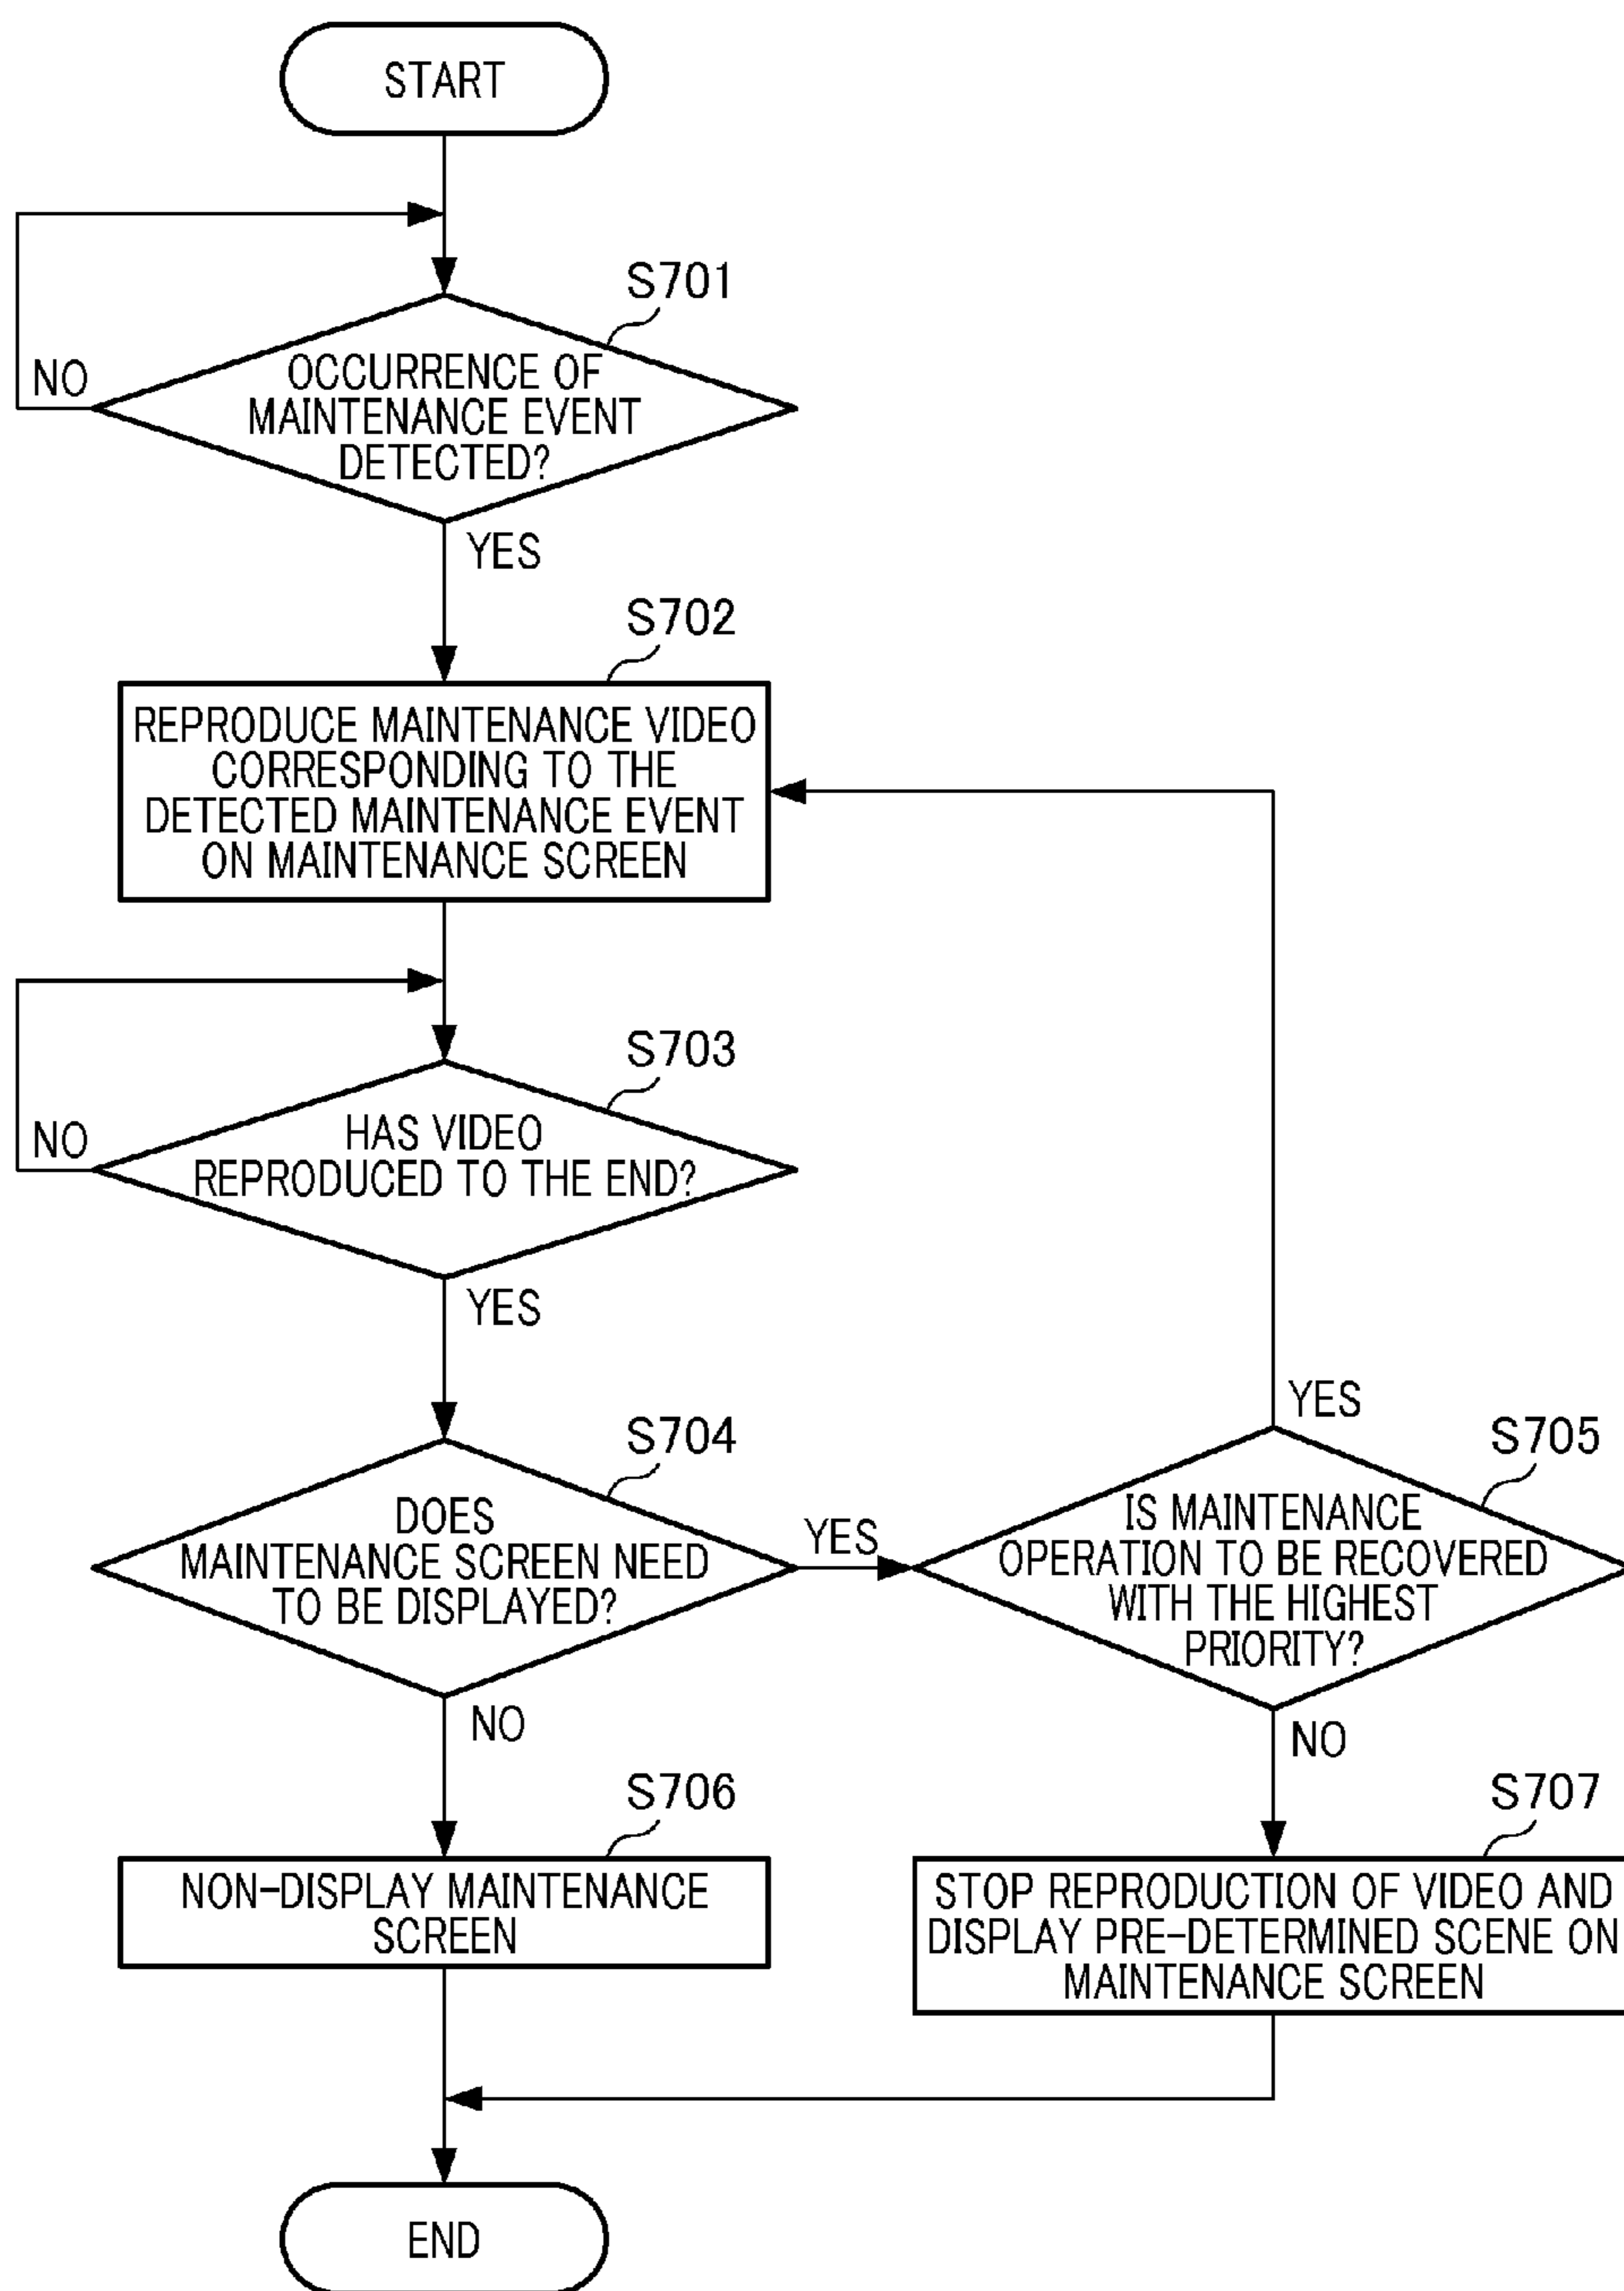 START
S701
NO
OCCURRENCE OF
MAINTENANCE EVENT
DETECTED?
YES
S702
REPRODUCE MAINTENANCE VIDEO
CORRESPONDING TO THE
DETECTED MAINTENANCE EVENT
ON MAINTENANCE SCREEN
S703
NO
HAS VIDEO
REPRODUCED TO THE END?
YES
S704
DOES
MAINTENANCE SCREEN NEED
TO BE DISPLAYED?
YES
NO
YES
S705
IS MAINTENANCE
OPERATION TO BE RECOVERED
WITH THE HIGHEST
PRIORITY?
NO
S706
NON-DISPLAY MAINTENANCE
SCREEN
S707
STOP REPRODUCTION OF VIDEO AND
DISPLAY PRE-DETERMINED SCENE ON
MAINTENANCE SCREEN
END